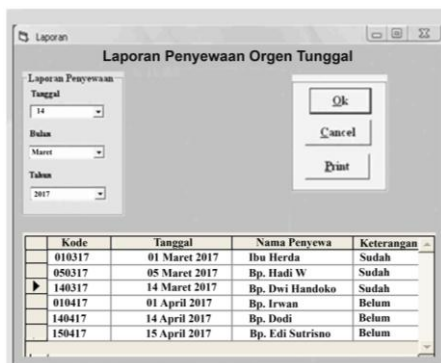 Laporan
Laporan Penyewaan Orgen Tunggal
Laporan Penyewaan
Tanggal
14
Bulan
Maret
Tahun
2017
Ok
Cancel
Print
Kode Tanggal Nama Penyewa Keterangan
010317 01 Maret 2017 Ibu Herda Sudah
050317 05 Maret 2017 Bp. Hadi W Sudah
140317 14 Maret 2017 Bp. Dwi Handoko Sudah
010417 01 April 2017 Bp. Irwan Belum
140417 14 April 2017 Bp. Dodi Belum
150417 15 April 2017 Bp. Edi Sutrisno Belum